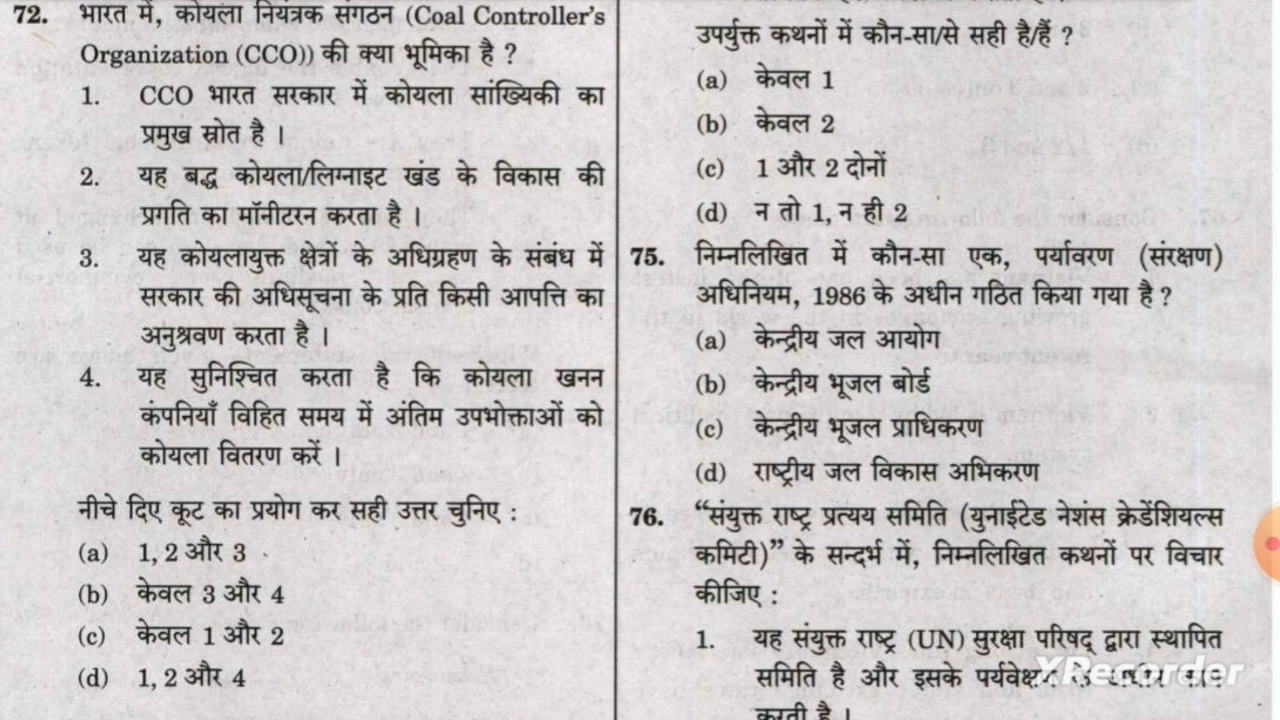 72. भारत में, कोयला नियंत्रक संगठन (Coal Controller's
Organization (CCO)) की क्या भूमिका है ?
1. CCO भारत सरकार में कोयला सांख्यिकी का
प्रमुख स्रोत है ।
2. यह बद्ध कोयला/लिग्नाइट खंड के विकास की
प्रगति का मॉनीटरन करता है ।
3. यह कोयलायुक्त क्षेत्रों के अधिग्रहण के संबंध में
सरकार की अधिसूचना के प्रति किसी आपत्ति का
अनुश्रवण करता है ।
4. यह सुनिश्चित करता है कि कोयला खनन
कंपनियाँ विहित समय में अंतिम उपभोक्ताओं को
कोयला वितरण करें ।
नीचे दिए कूट का प्रयोग कर सही उत्तर चुनिए :
(a) 1, 2 और 3
(b) केवल 3 और 4
(c) केवल 1 और 2
(d) 1, 2 और 4
उपर्युक्त कथनों में कौन-सा/से सही है/हैं ?
(a) केवल 1
(b) केवल 2
(c) 1 और 2 दोनों
(d) न तो 1, न ही 2
75. निम्नलिखित में कौन-सा एक, पर्यावरण (संरक्षण)
अधिनियम, 1986 के अधीन गठित किया गया है ?
(a) केन्द्रीय जल आयोग
(b) केन्द्रीय भूजल बोर्ड
(c) केन्द्रीय भूजल प्राधिकरण
(d) राष्ट्रीय जल विकास अभिकरण
76. “संयुक्त राष्ट्र प्रत्यय समिति (युनाईटेड नेशंस क्रेडेंशियल्स
कमिटी)” के सन्दर्भ में, निम्नलिखित कथनों पर विचार
कीजिए :
1. यह संयुक्त राष्ट्र (UN) सुरक्षा परिषद् द्वारा स्थापित
समिति है और इसके पर्यवेक्षण
करती है ।
XRecorder